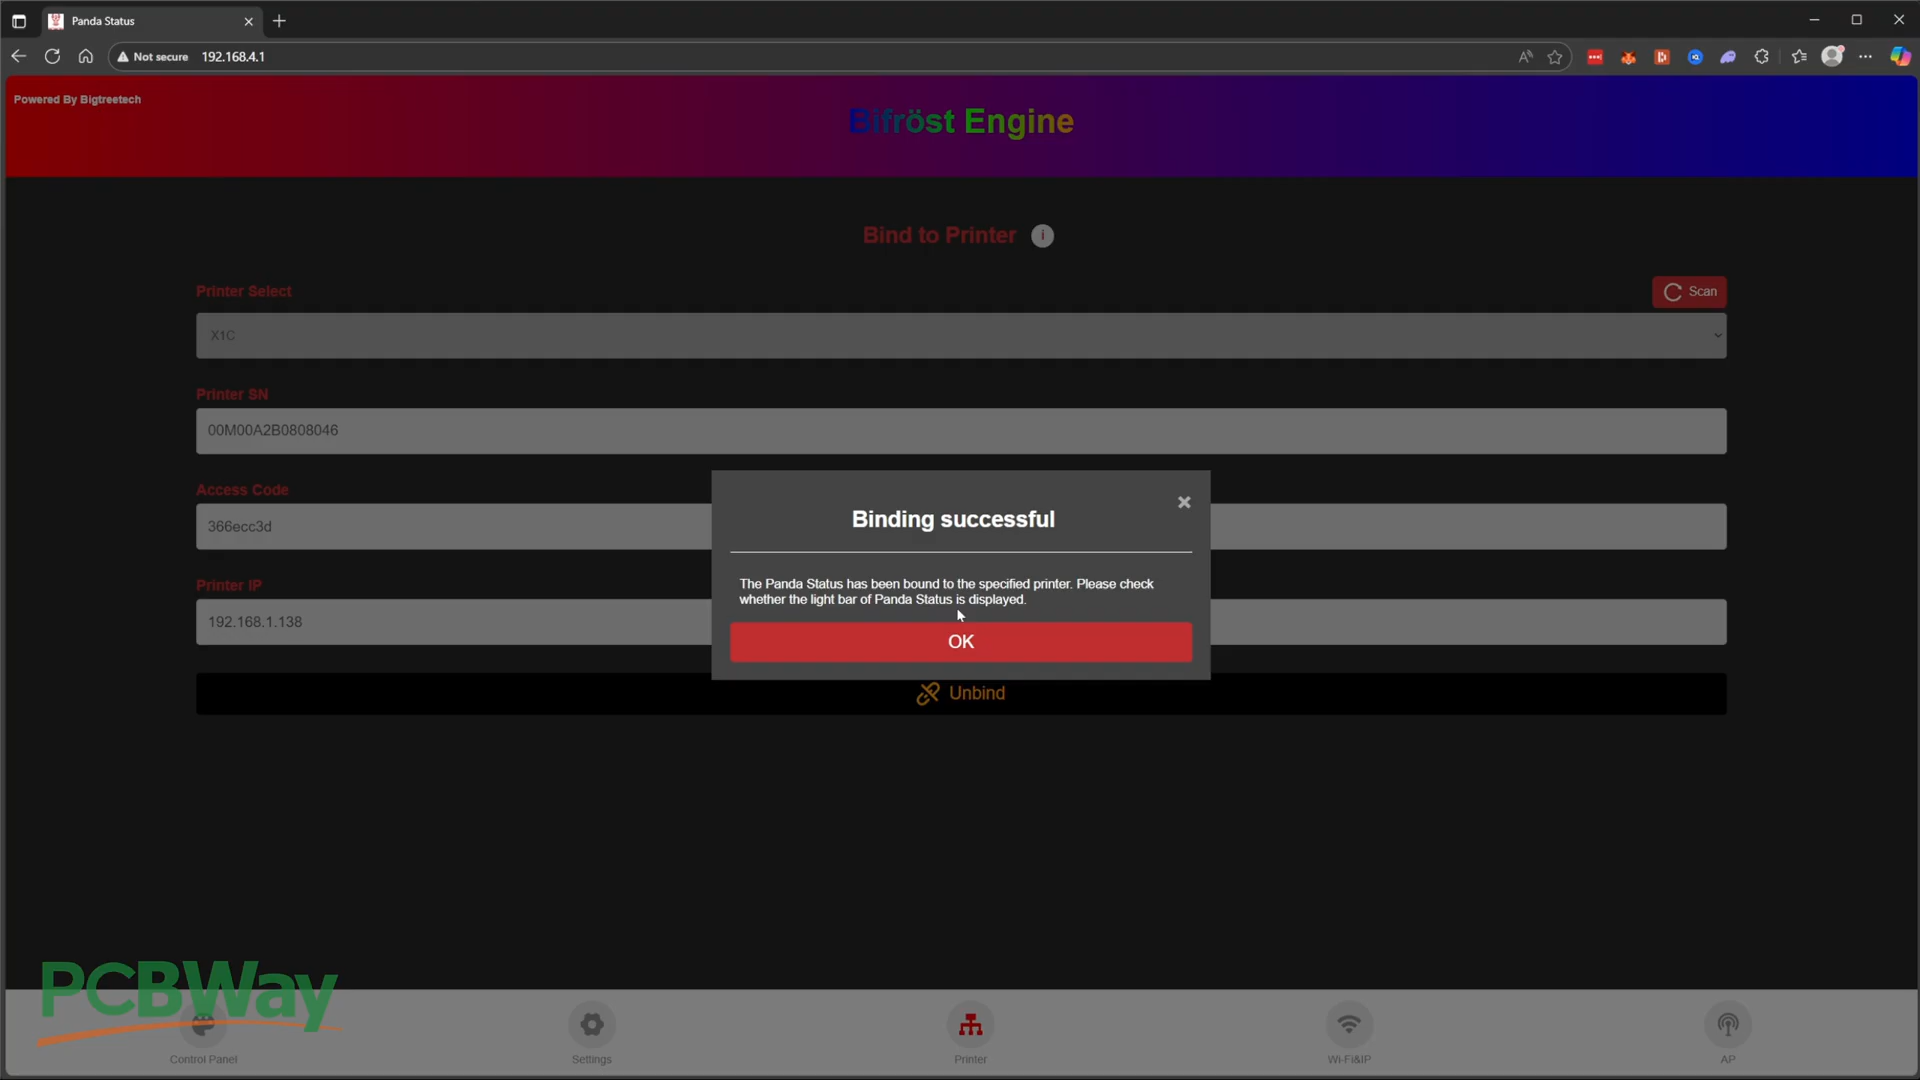 Panda Status
Not secure 192.168.4.1
Powered By Bigtreetech
Bifröst Engine
Bind to Printer i
Printer Select
Scan
X1C
Printer SN
00M00A2B0808046
Access Code
366ecc3d
Binding successful
The Panda Status has been bound to the specified printer. Please check
whether the light bar of Panda Status is displayed.
Printer IP
192.168.1.138
OK
Unbind
PCBWay
Control Panel
Settings
Printer
Wi-Fi&IP
AP